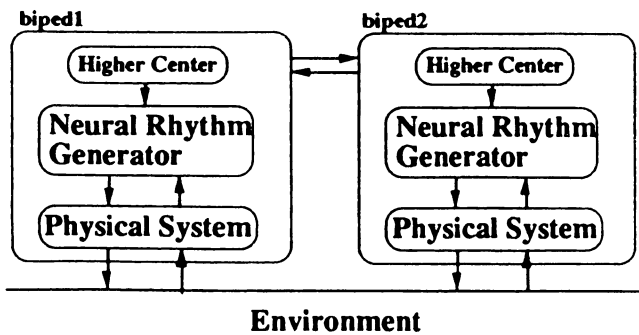 biped1
Higher Center
Neural Rhythm
Generator
Physical System
biped2
Higher Center
Neural Rhythm
Generator
Physical System
Environment